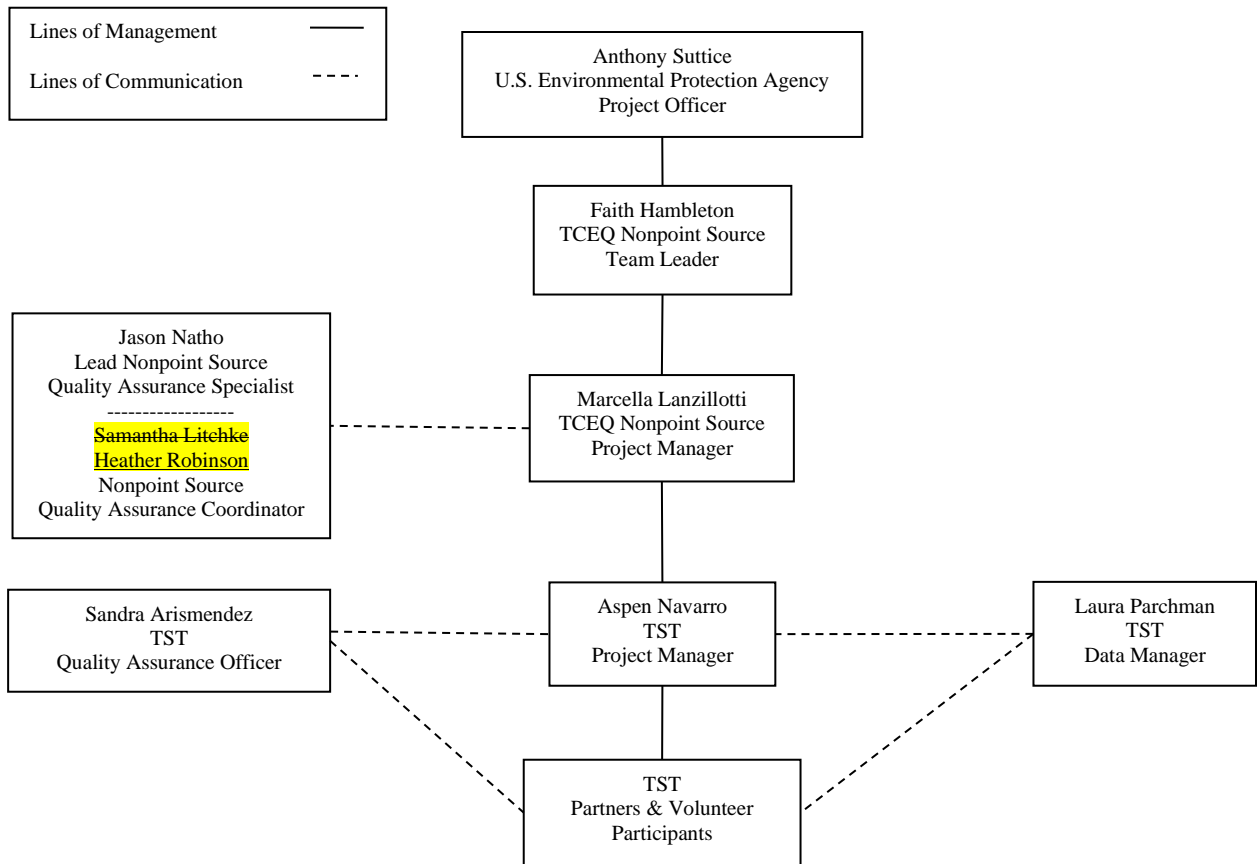 Lines of Management
Lines of Communication
Anthony Suttice
U.S. Environmental Protection Agency
Project Officer
Faith Hambleton
TCEQ Nonpoint Source
Team Leader
Jason Natho
Lead Nonpoint Source
Quality Assurance Specialist
------------------
Samantha Litchke
Heather Robinson
Nonpoint Source
Quality Assurance Coordinator
Marcella Lanzillotti
TCEQ Nonpoint Source
Project Manager
Sandra Arismendez
TST
Quality Assurance Officer
Aspen Navarro
TST
Project Manager
Laura Parchman
TST
Data Manager
TST
Partners & Volunteer
Participants